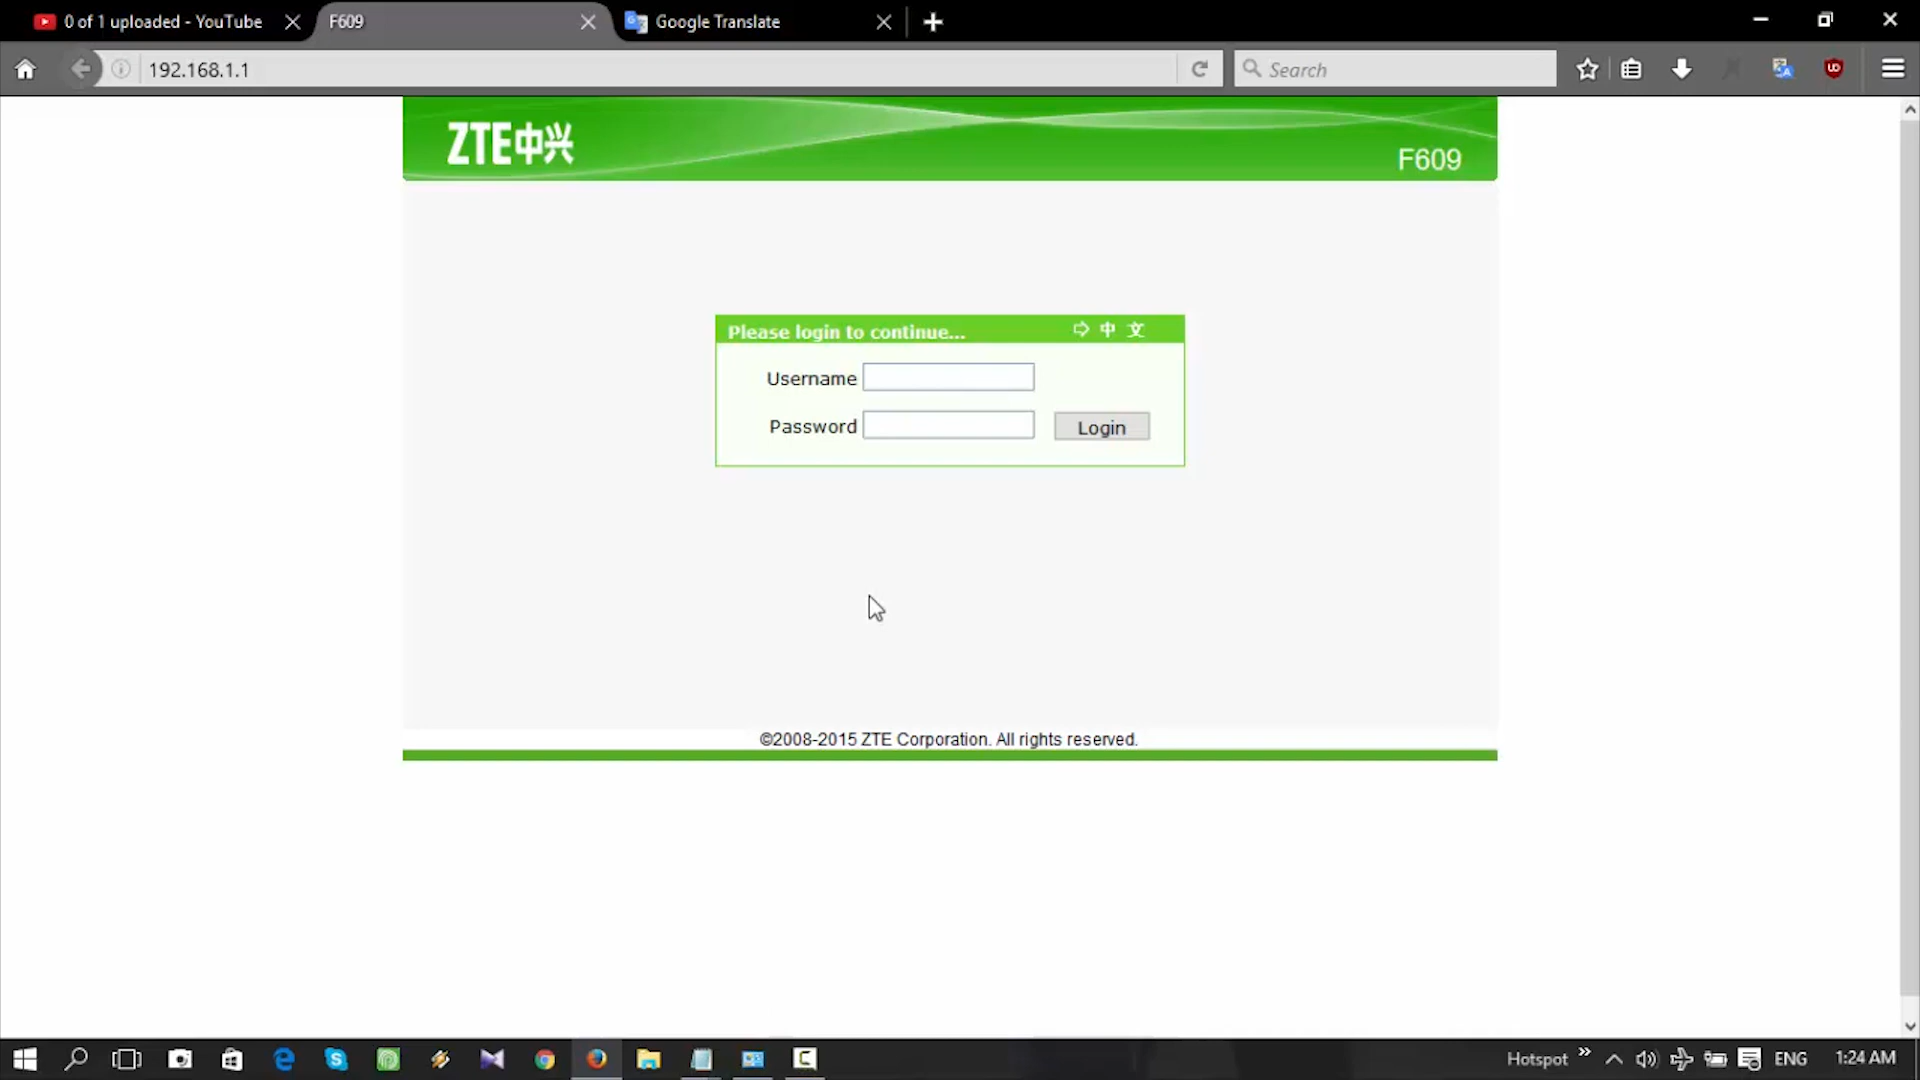 0 of 1 uploaded - YouTube
F609
Google Translate
192.168.1.1
Search
ZTE中兴
F609
Please login to continue...
中 文
Username
Password
Login
©2008-2015 ZTE Corporation. All rights reserved.
Hotspot
ENG
1:24 AM